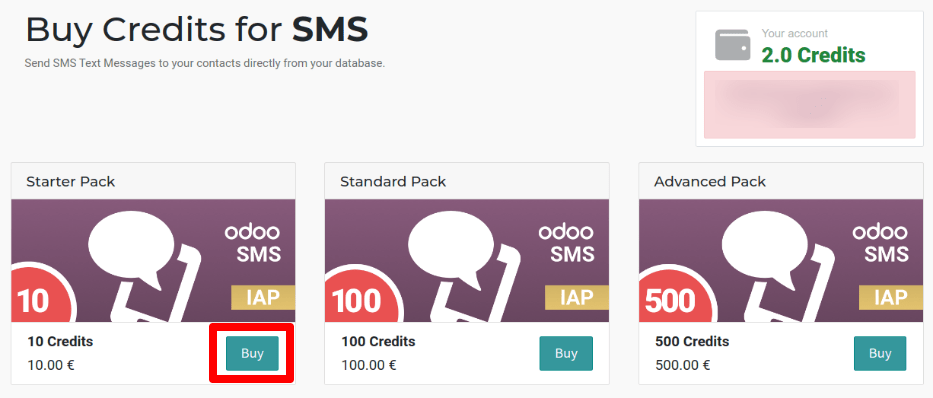 Buy Credits for SMS
Send SMS Text Messages to your contacts directly from your database.
Your account
2.0 Credits
Starter Pack
odoo
SMS
IAP
10
10 Credits
10.00 €
Buy
Standard Pack
odoo
SMS
IAP
100
100 Credits
100.00 €
Buy
Advanced Pack
odoo
SMS
IAP
500
500 Credits
500.00 €
Buy